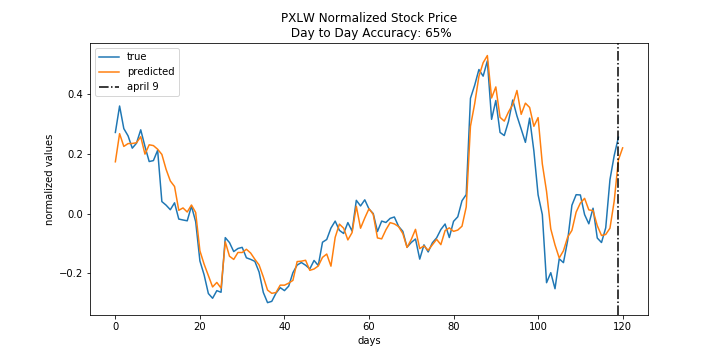 PXLW Normalized Stock Price
Day to Day Accuracy: 65%
true
predicted
april 9
normalized values
0.4
0.2
0.0
−0.2
0 20 40 60 80 100 120
days